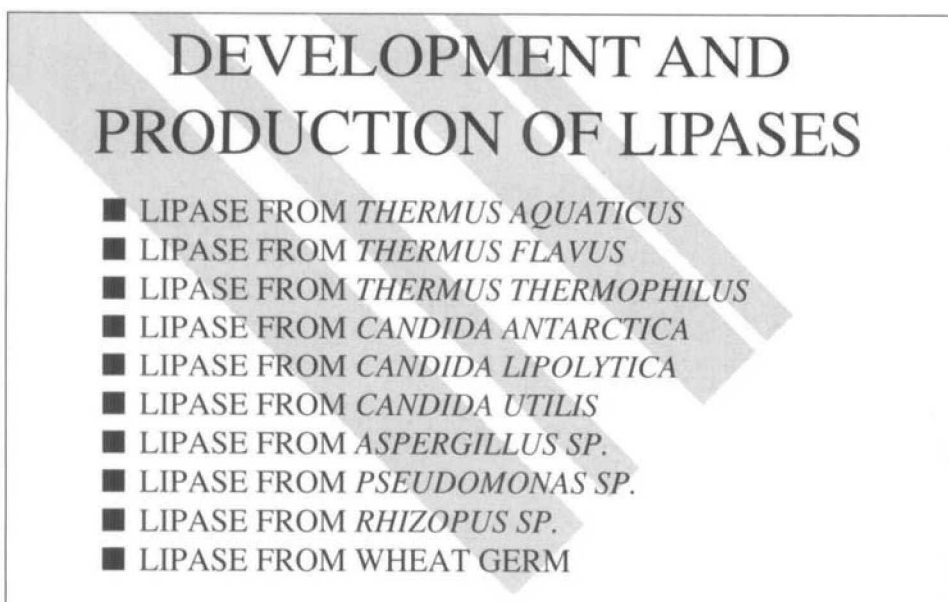 DEVELOPMENT AND
PRODUCTION OF LIPASES
■ LIPASE FROM THERMUS AQUATICUS
■ LIPASE FROM THERMUS FLAVUS
■ LIPASE FROM THERMUS THERMOPHILUS
■ LIPASE FROM CANDIDA ANTARCTICA
■ LIPASE FROM CANDIDA LIPOLYTICA
■ LIPASE FROM CANDIDA UTILIS
■ LIPASE FROM ASPERGILLUS SP.
■ LIPASE FROM PSEUDOMONAS SP.
■ LIPASE FROM RHIZOPUS SP.
■ LIPASE FROM WHEAT GERM